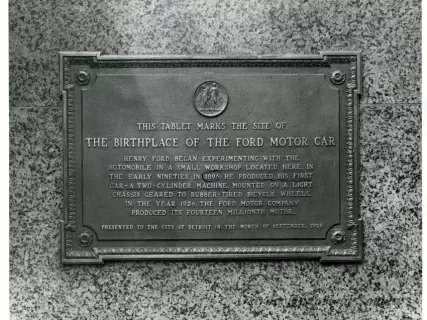 THIS TABLET MARKS THE SITE OF
THE BIRTHPLACE OF THE FORD MOTOR CAR
HENRY FORD BEGAN EXPERIMENTING WITH THE
AUTOMOBILE IN A SMALL WORKSHOP LOCATED HERE IN
THE EARLY NINETIES. IN HE PRODUCED HIS FIRST
CAR-A TWO-CYLINDER MACHINE, MOUNTED ON A LIGHT
CHASSIS GEARED TO RUBBER-TIRED BICYCLE WHEELS.
IN THE YEAR 1926 THE FORD MOTOR COMPANY
PRODUCED ITS FOURTEEN MILLIONTH MOTOR.
PRESENTED TO THE CITY OF DETROIT IN THE MONTH OF SEPTEMBER, 1926